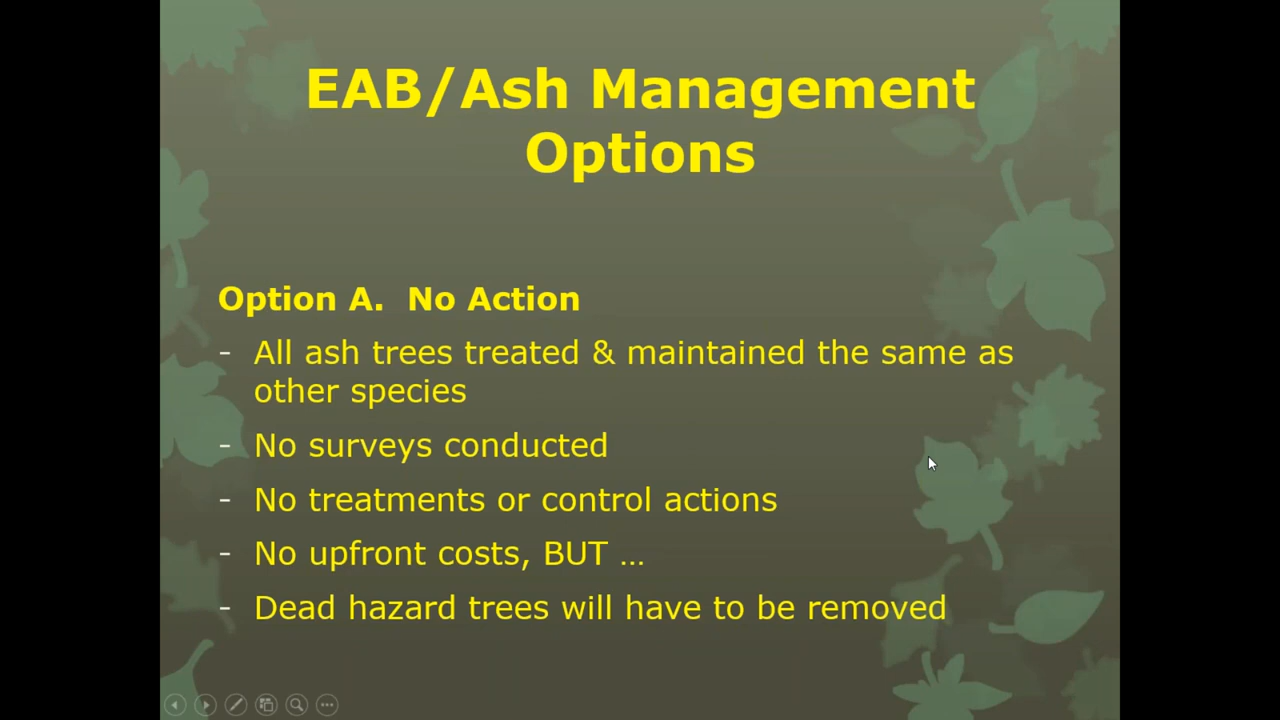 EAB/Ash Management
Options
Option A.  No Action
- All ash trees treated & maintained the same as
other species
- No surveys conducted
- No treatments or control actions
- No upfront costs, BUT …
- Dead hazard trees will have to be removed